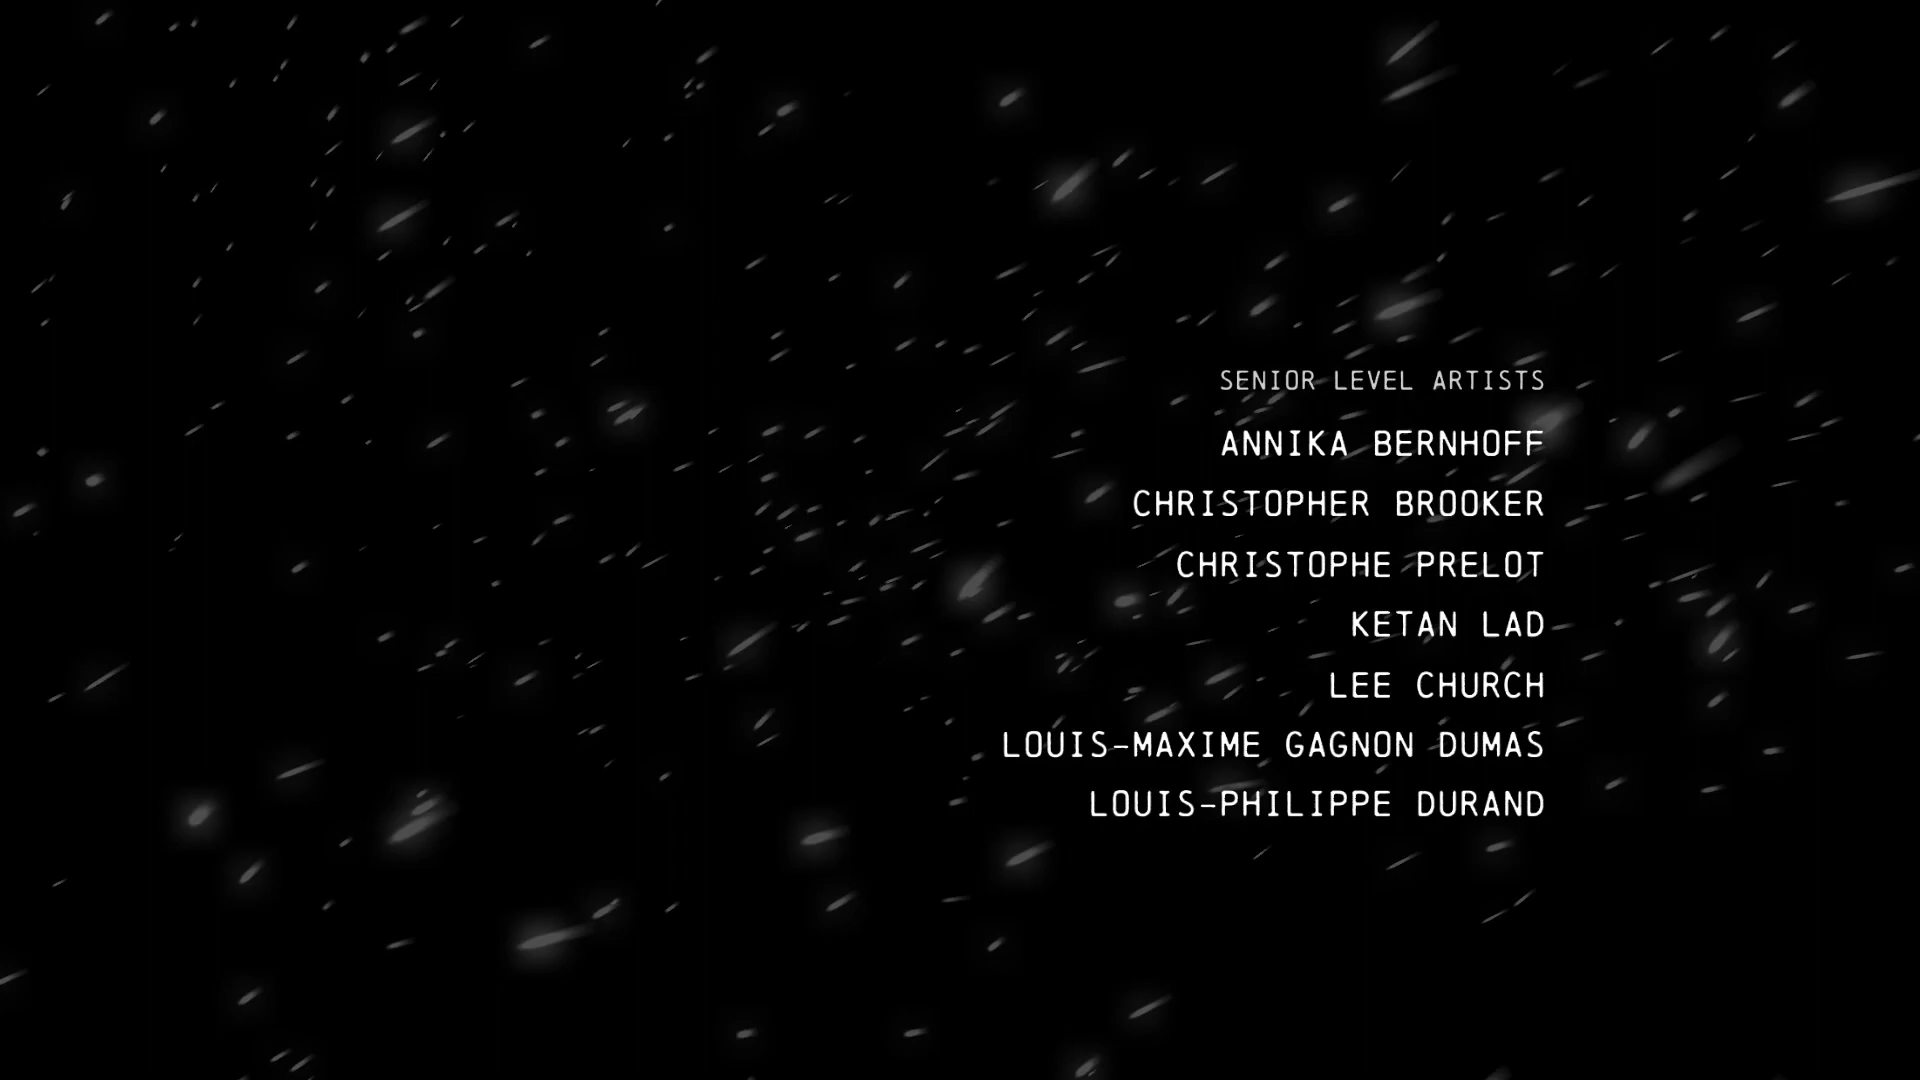 SENIOR LEVEL ARTISTS
ANNIKA BERNHOFF
CHRISTOPHER BROOKER
CHRISTOPHE PRELOT
KETAN LAD
LEE CHURCH
LOUIS-MAXIME GAGNON DUMAS
LOUIS-PHILIPPE DURAND